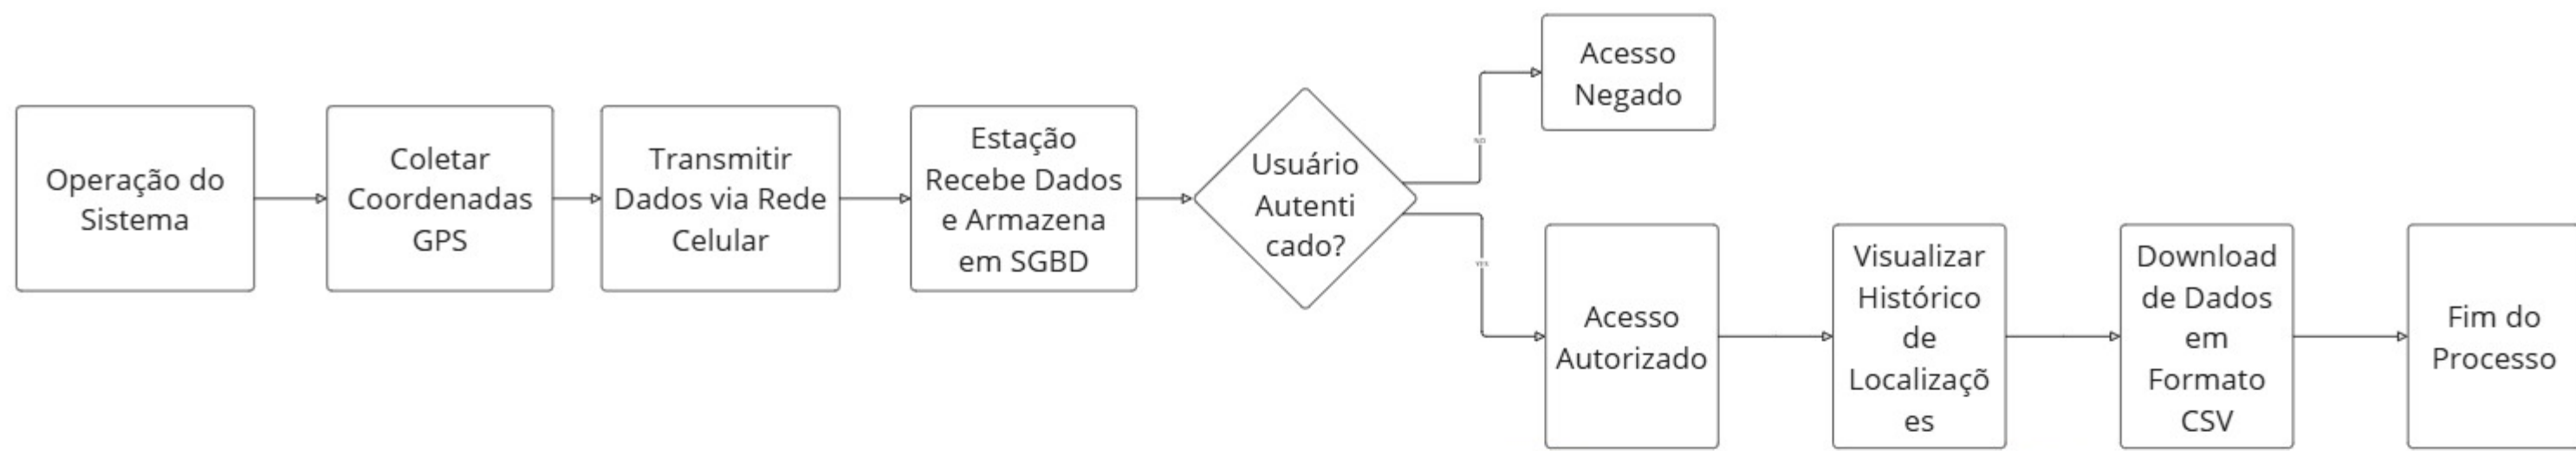 Operação do
Sistema
Coletar
Coordenadas
GPS
Transmitir
Dados via Rede
Celular
Estação
Recebe Dados
e Armazena
em SGBD
Usuário
Autenti
cado?
NO
Acesso
Negado
YES
Acesso
Autorizado
Visualizar
Histórico
de
Localizaçõ
es
Download
de Dados
em
Formato
CSV
Fim do
Processo